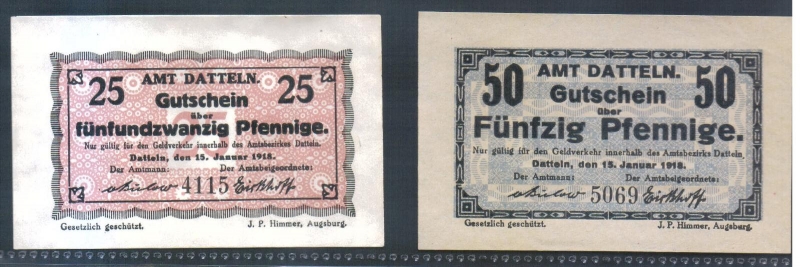 AMT DATTELN.
25 25
Gutschein
über
fünfundzwanzig Pfennige.
Nur gültig für den Geldverkehr innerhalb des Amtsbezirkes Datteln.
Datteln, den 15. Januar 1918.
Der Amtmann: Der Amtsbeigeordnete:
4115
Gesetzlich geschützt. J. P. Himmer, Augsburg.
AMT DATTELN.
50 50
Gutschein
über
Fünfzig Pfennige.
Nur gültig für den Geldverkehr innerhalb des Amtsbezirkes Datteln.
Datteln, den 15. Januar 1918.
Der Amtmann: Der Amtsbeigeordnete:
5069
Gesetzlich geschützt. J. P. Himmer, Augsburg.